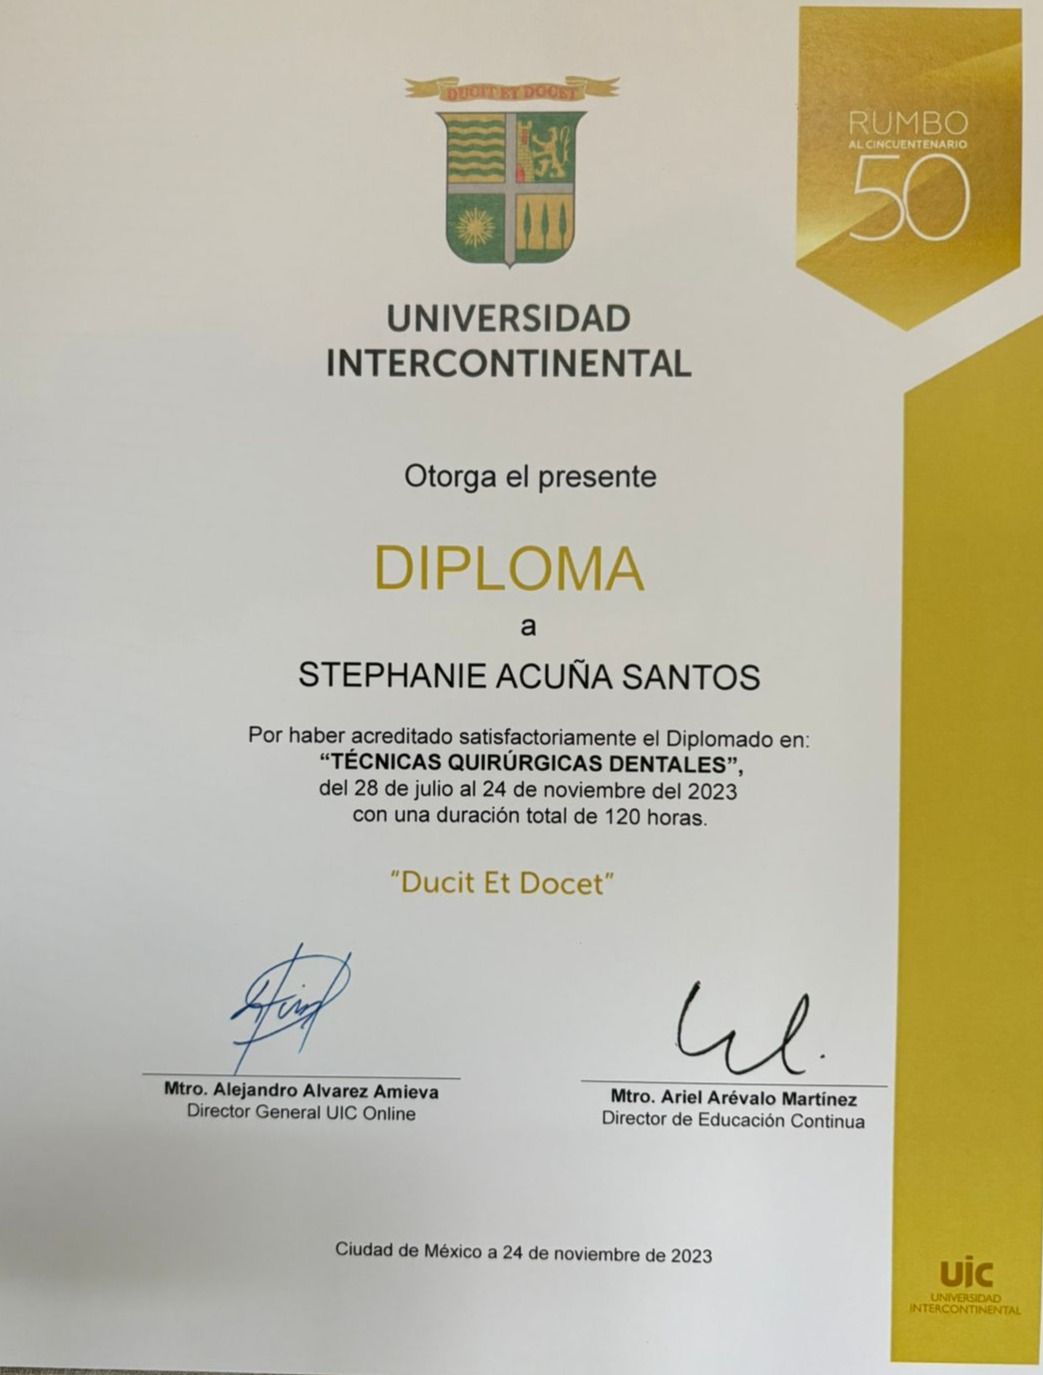 DUCIT ET DOCET
RUMBO
AL CINCUENTENARIO
50
UNIVERSIDAD
INTERCONTINENTAL
Otorga el presente
DIPLOMA
a
STEPHANIE ACUÑA SANTOS
Por haber acreditado satisfactoriamente el Diplomado en:
“TÉCNICAS QUIRÚRGICAS DENTALES”,
del 28 de julio al 24 de noviembre del 2023
con una duración total de 120 horas.
“Ducit Et Docet”
Mtro. Alejandro Alvarez Amieva
Director General UIC Online
Mtro. Ariel Arévalo Martínez
Director de Educación Continua
Ciudad de México a 24 de noviembre de 2023
uic
UNIVERSIDAD
INTERCONTINENTAL